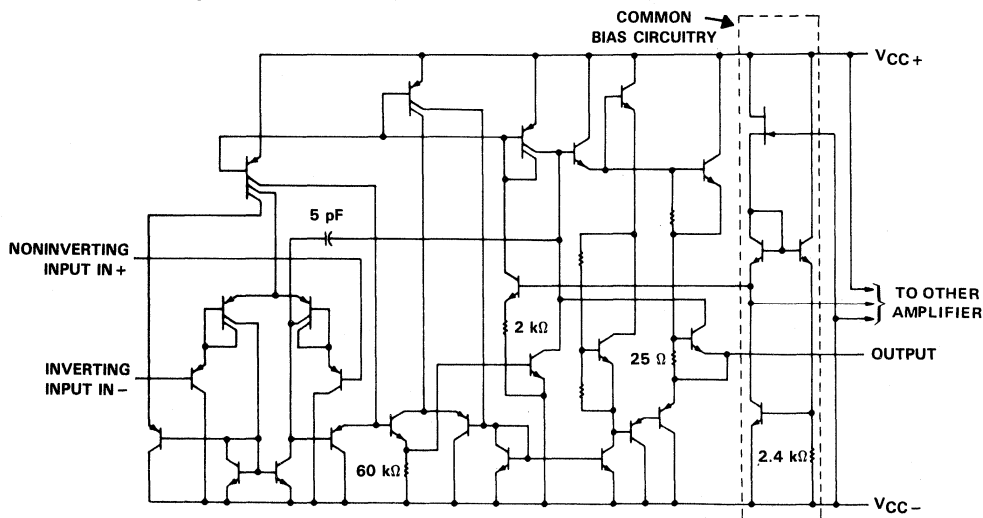 COMMON
BIAS CIRCUITRY
VCC+
5 pF
NONINVERTING
INPUT IN+
TO OTHER
AMPLIFIER
2 kΩ
25 Ω
OUTPUT
INVERTING
INPUT IN−
60 kΩ
2.4 kΩ
VCC−